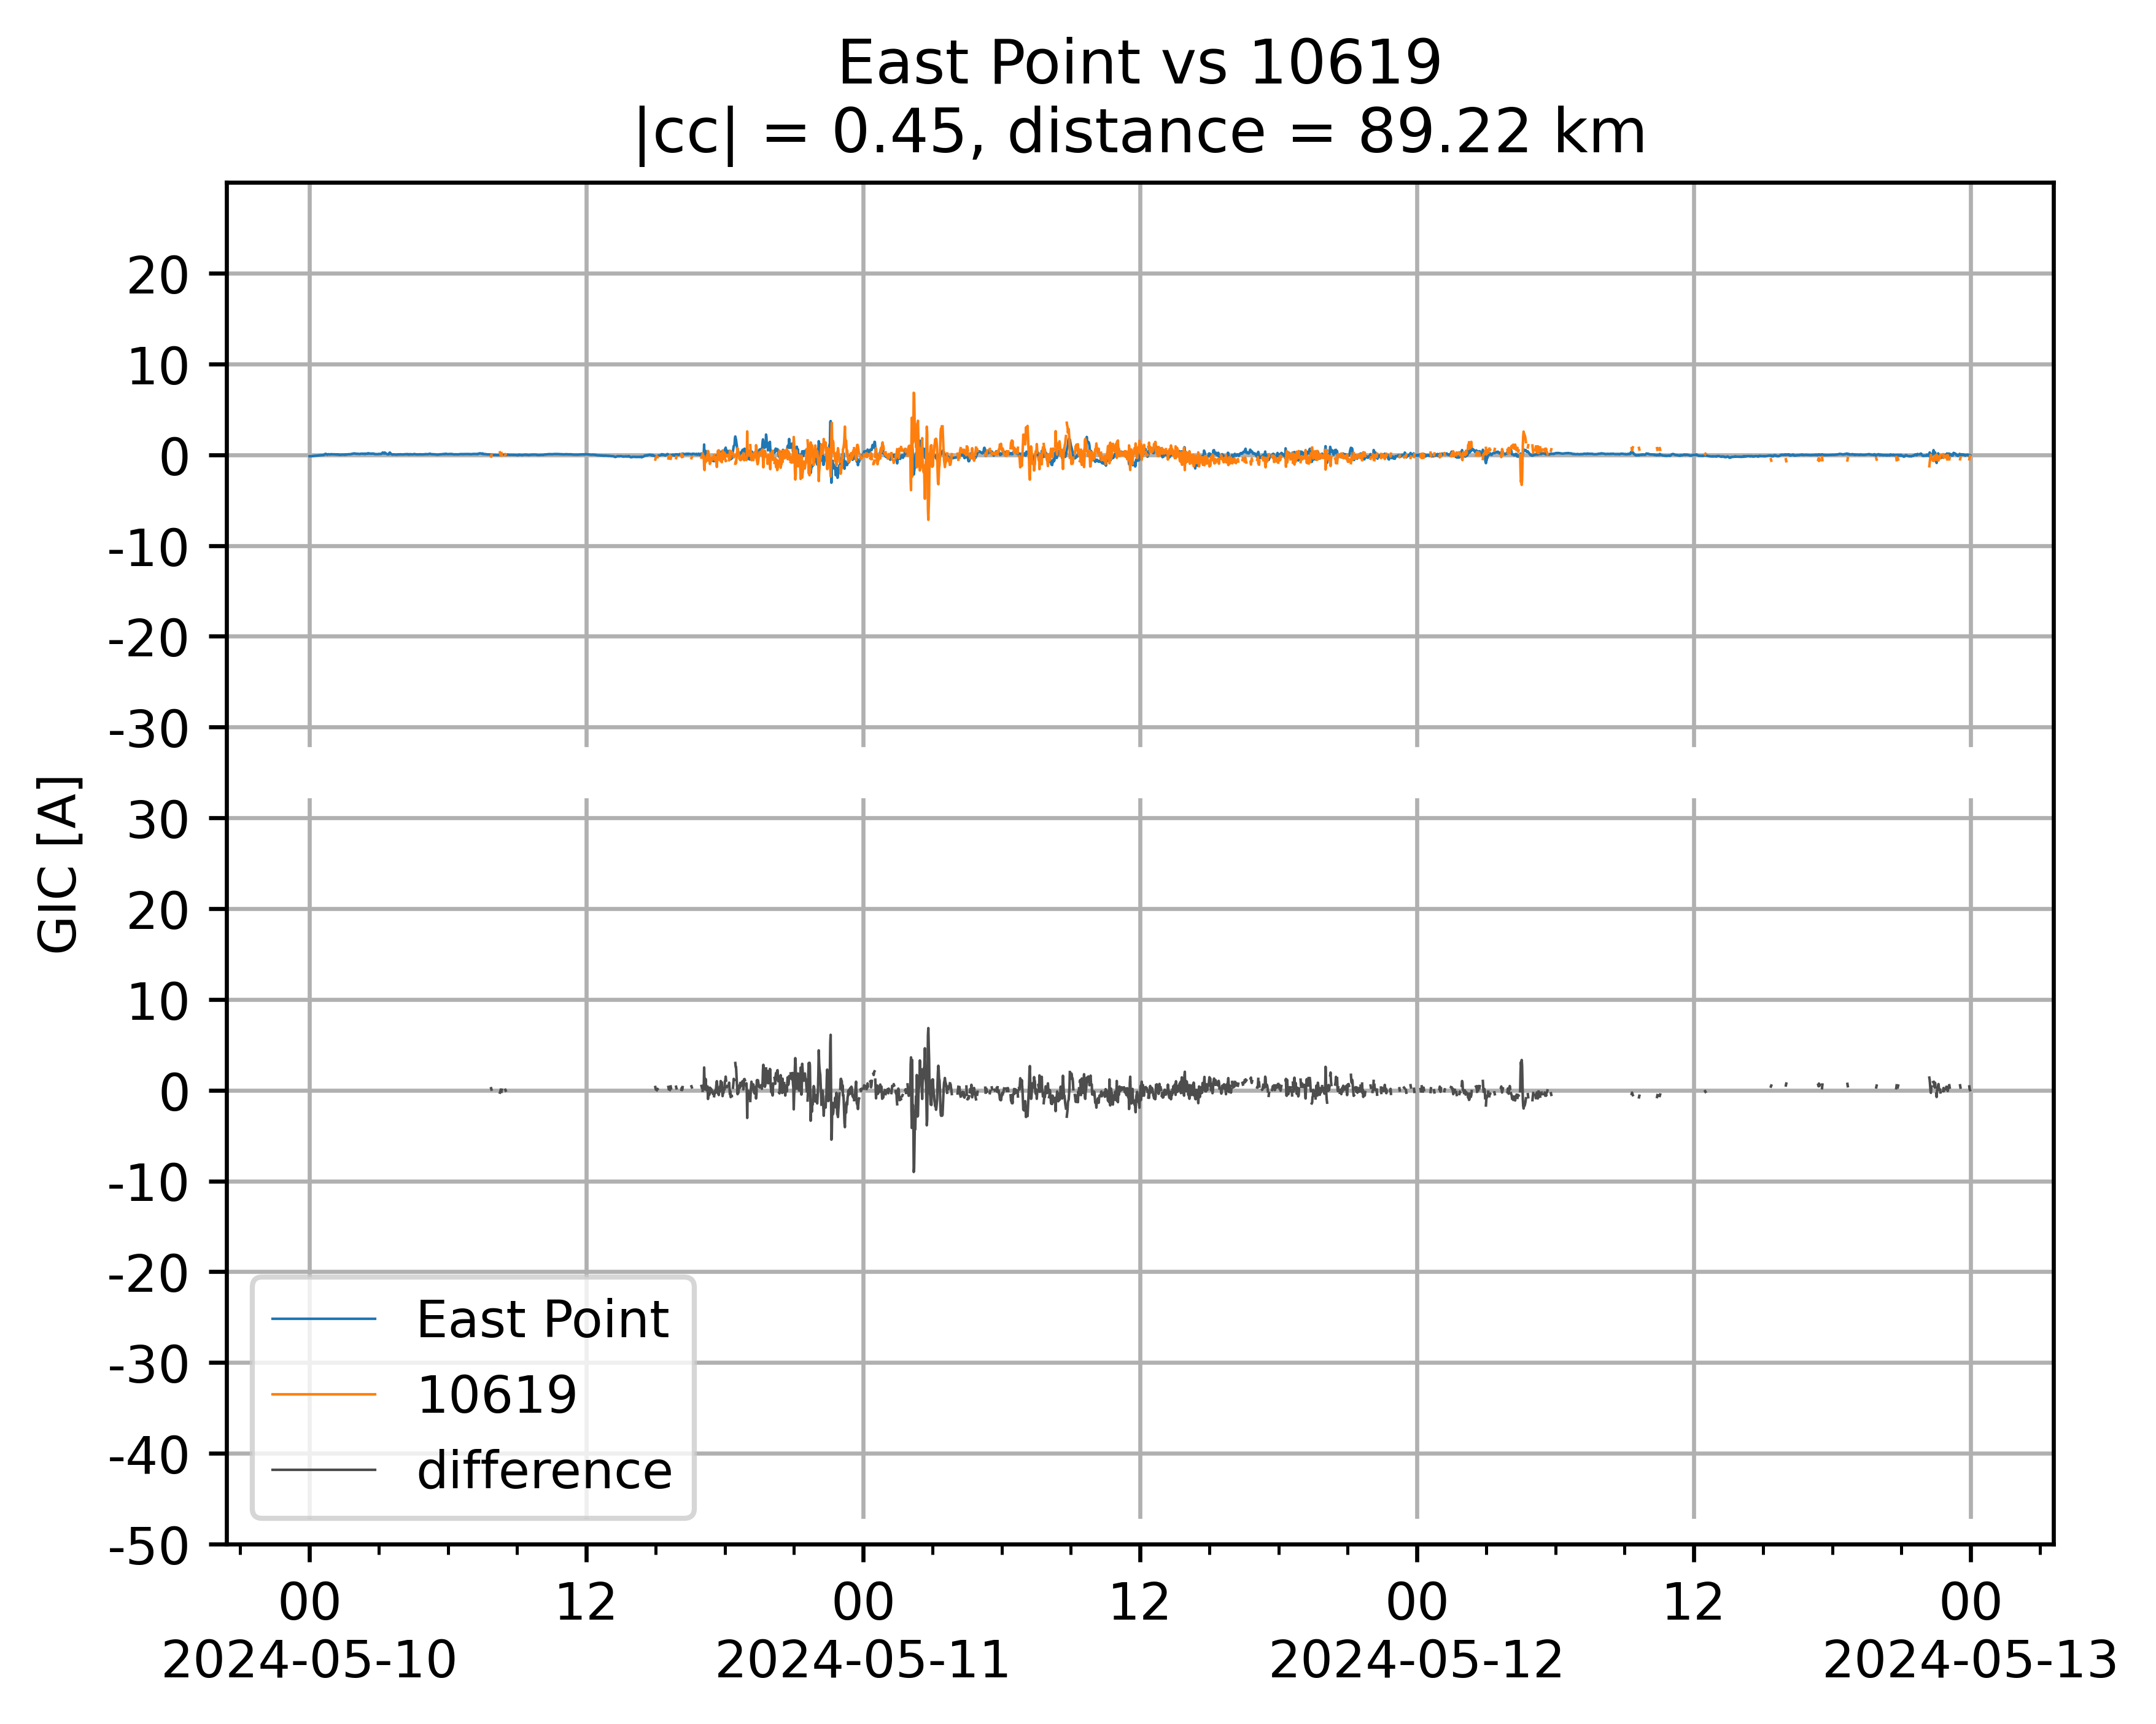 East Point vs 10619
|cc| = 0.45, distance = 89.22 km
GIC [A]
20
10
0
-10
-20
-30
30
20
10
0
-10
-20
-30
-40
-50
East Point
10619
difference
00 12 00 12 00 12 00
2024-05-10 2024-05-11 2024-05-12 2024-05-13